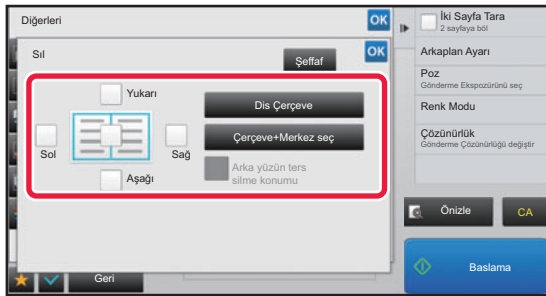 Diğerleri
OK
Sıl
Şeffaf
OK
Yukarı
Sol
Sağ
Aşağı
Dis Çerçeve
Çerçeve+Merkez seç
Arka yüzün ters
silme konumu
Geri
İki Sayfa Tara
2 sayfaya böl
Arkaplan Ayarı
Poz
Gönderme Ekspozürünü seç
Renk Modu
Çözünürlük
Gönderme Çözünürlüğü değiştir
Önizle
CA
Baslama